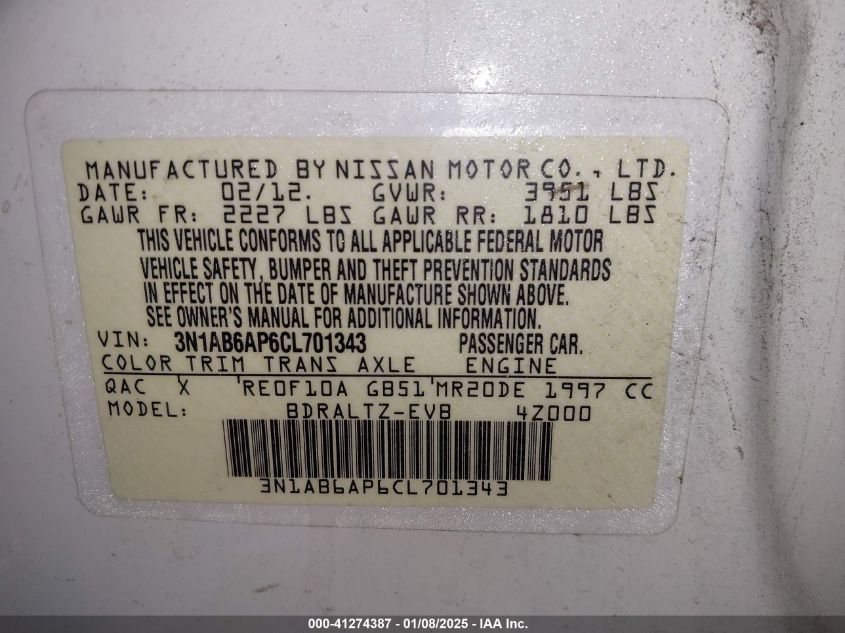 MANUFACTURED BY NISSAN MOTOR CO., LTD.
DATE: 02/12. GVWR: 3951 LBS
GAWR FR: 2227 LBS GAWR RR: 1810 LBS
THIS VEHICLE CONFORMS TO ALL APPLICABLE FEDERAL MOTOR
VEHICLE SAFETY, BUMPER AND THEFT PREVENTION STANDARDS
IN EFFECT ON THE DATE OF MANUFACTURE SHOWN ABOVE.
SEE OWNER'S MANUAL FOR ADDITIONAL INFORMATION.
VIN: 3N1AB6AP6CL701343 PASSENGER CAR.
COLOR TRIM TRANS AXLE ENGINE
QAC X 'RE0F10A GB51'MR20DE 1997 CC
MODEL: BDRALTZ-EVB 4Z000
3N1AB6AP6CL701343
000-41274387 - 01/08/2025 - IAA Inc.